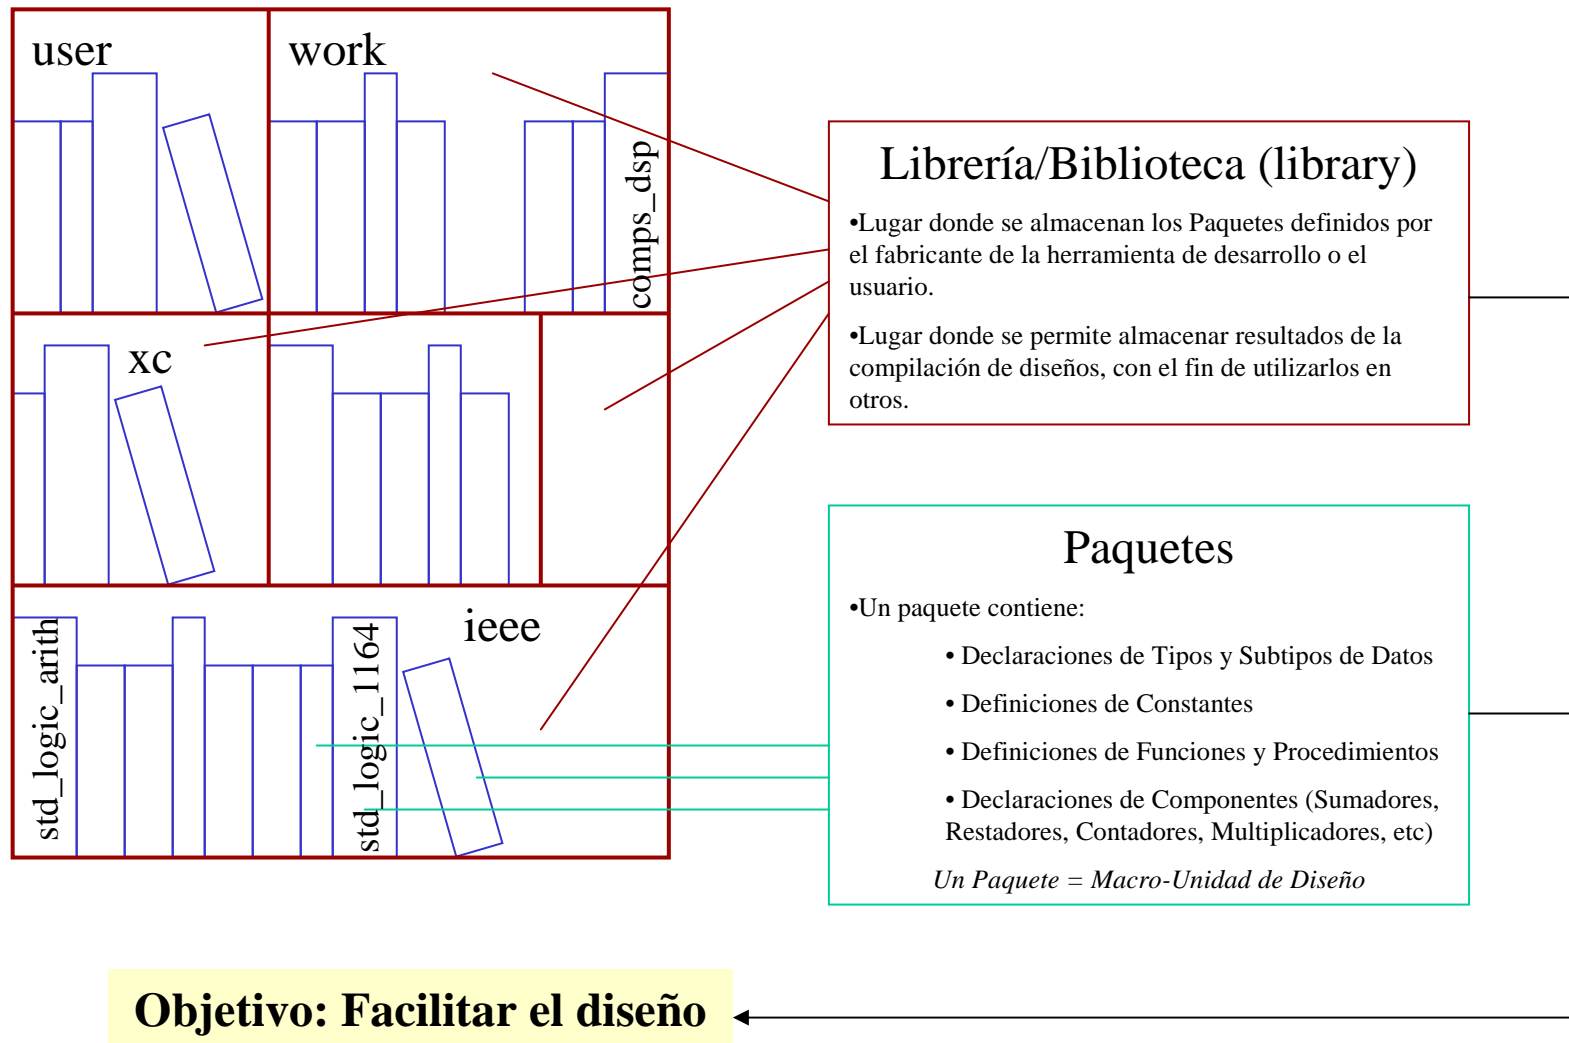 user
work
comps_dsp
xc
ieee
std_logic_arith
std_logic_1164
Librería/Biblioteca (library)
•Lugar donde se almacenan los Paquetes definidos por
el fabricante de la herramienta de desarrollo o el
usuario.
•Lugar donde se permite almacenar resultados de la
compilación de diseños, con el fin de utilizarlos en
otros.
Paquetes
•Un paquete contiene:
• Declaraciones de Tipos y Subtipos de Datos
• Definiciones de Constantes
• Definiciones de Funciones y Procedimientos
• Declaraciones de Componentes (Sumadores,
Restadores, Contadores, Multiplicadores, etc)
Un Paquete = Macro-Unidad de Diseño
Objetivo: Facilitar el diseño